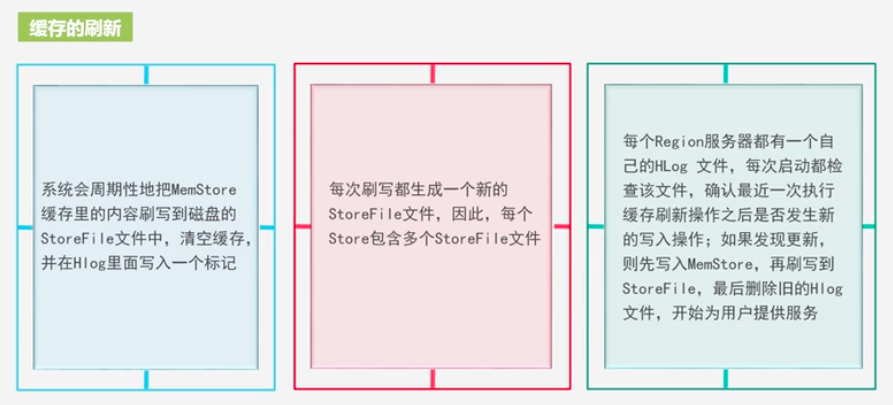 缓存的刷新
系统会周期性地把MemStore
缓存里的内容刷写到磁盘的
StoreFile文件中，清空缓存，
并在Hlog里面写入一个标记
每次刷写都生成一个新的
StoreFile文件，因此，每个
Store包含多个StoreFile文件
每个Region服务器都有一个自
己的HLog 文件，每次启动都检
查该文件，确认最近一次执行
缓存刷新操作之后是否发生新
的写入操作；如果发现更新，
则先写入MemStore，再刷写到
StoreFile，最后删除旧的Hlog
文件，开始为用户提供服务